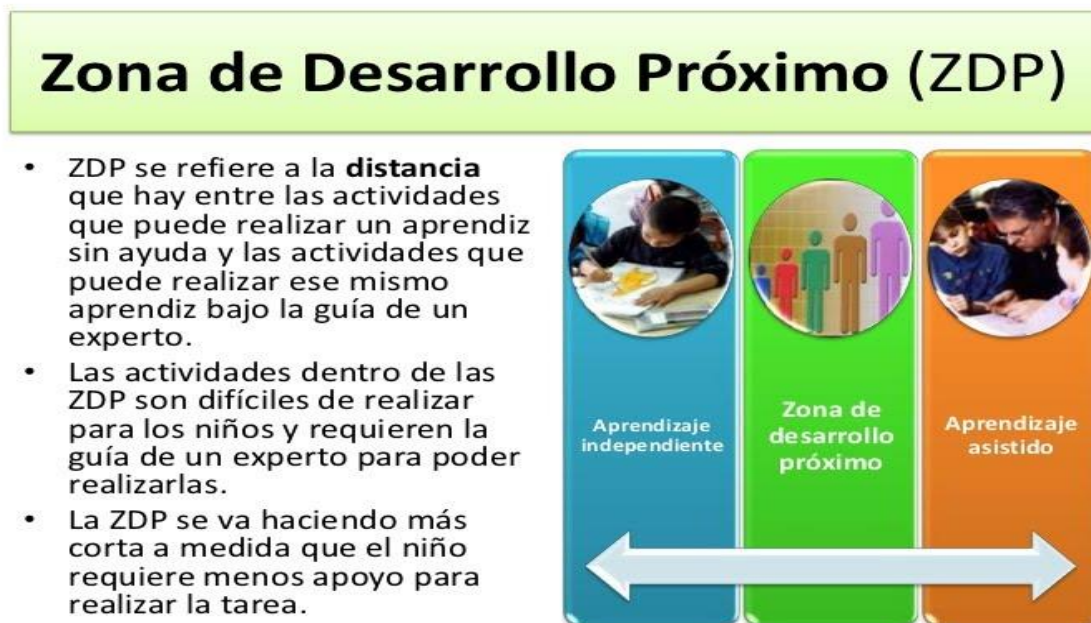 Zona de Desarrollo Próximo (ZDP)
• ZDP se refiere a la distancia
que hay entre las actividades
que puede realizar un aprendiz
sin ayuda y las actividades que
puede realizar ese mismo
aprendiz bajo la guía de un
experto.
• Las actividades dentro de las
ZDP son difíciles de realizar
para los niños y requieren la
guía de un experto para poder
realizarlas.
• La ZDP se va haciendo más
corta a medida que el niño
requiere menos apoyo para
realizar la tarea.
Aprendizaje
independiente
Zona de
desarrollo
próximo
Aprendizaje
asistido